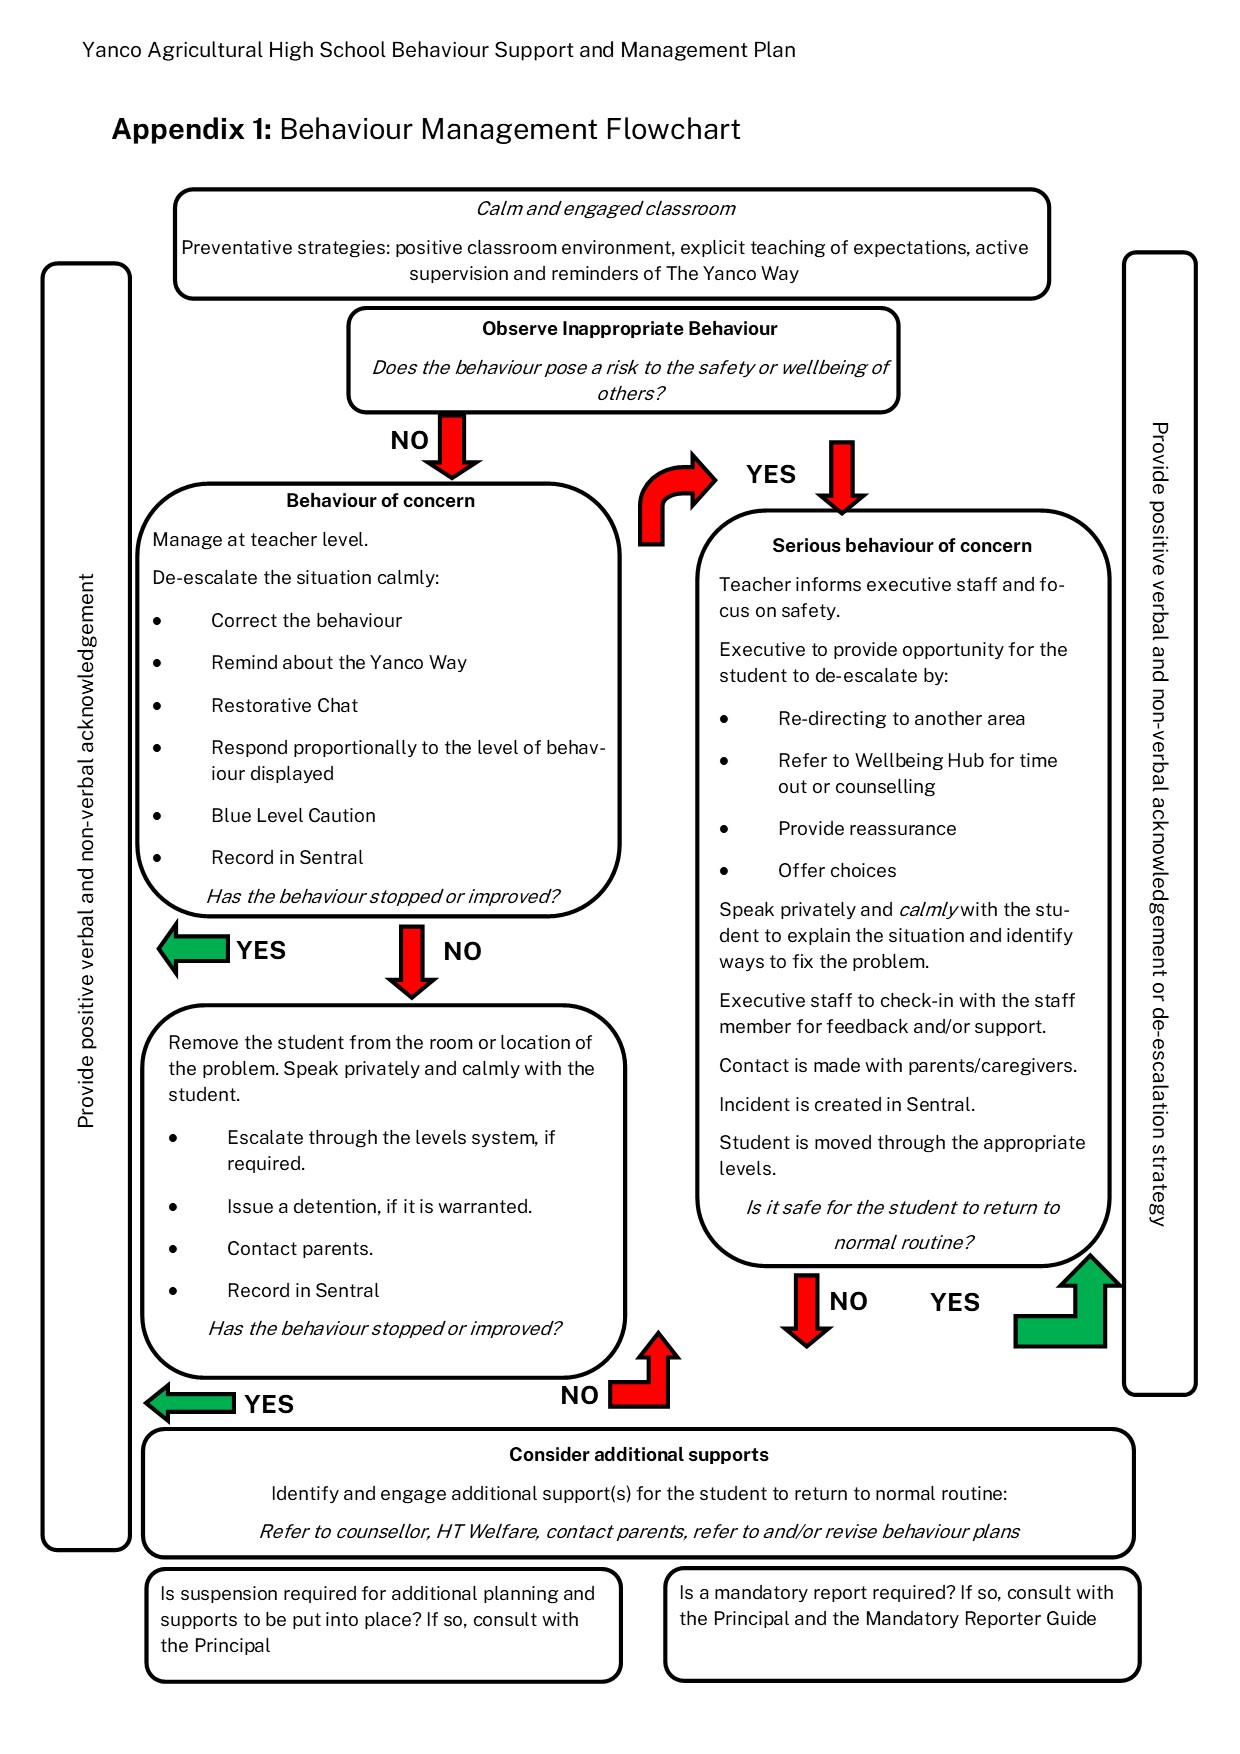 Yanco Agricultural High School Behaviour Support and Management Plan
Appendix 1: Behaviour Management Flowchart
Calm and engaged classroom
Preventative strategies: positive classroom environment, explicit teaching of expectations, active
supervision and reminders of The Yanco Way
Observe Inappropriate Behaviour
Does the behaviour pose a risk to the safety or wellbeing of
others?
NO
YES
Behaviour of concern
Manage at teacher level.
De-escalate the situation calmly:
• Correct the behaviour
• Remind about the Yanco Way
• Restorative Chat
• Respond proportionally to the level of behav-
iour displayed
• Blue Level Caution
• Record in Sentral
Has the behaviour stopped or improved?
YES
NO
Remove the student from the room or location of
the problem. Speak privately and calmly with the
student.
• Escalate through the levels system, if
required.
• Issue a detention, if it is warranted.
• Contact parents.
• Record in Sentral
Has the behaviour stopped or improved?
YES
NO
Serious behaviour of concern
Teacher informs executive staff and fo-
cus on safety.
Executive to provide opportunity for the
student to de-escalate by:
• Re-directing to another area
• Refer to Wellbeing Hub for time
out or counselling
• Provide reassurance
• Offer choices
Speak privately and calmly with the stu-
dent to explain the situation and identify
ways to fix the problem.
Executive staff to check-in with the staff
member for feedback and/or support.
Contact is made with parents/caregivers.
Incident is created in Sentral.
Student is moved through the appropriate
levels.
Is it safe for the student to return to
normal routine?
NO
YES
Provide positive verbal and non-verbal acknowledgement
Provide positive verbal and non-verbal acknowledgement or de-escalation strategy
Consider additional supports
Identify and engage additional support(s) for the student to return to normal routine:
Refer to counsellor, HT Welfare, contact parents, refer to and/or revise behaviour plans
Is suspension required for additional planning and
supports to be put into place? If so, consult with
the Principal
Is a mandatory report required? If so, consult with
the Principal and the Mandatory Reporter Guide